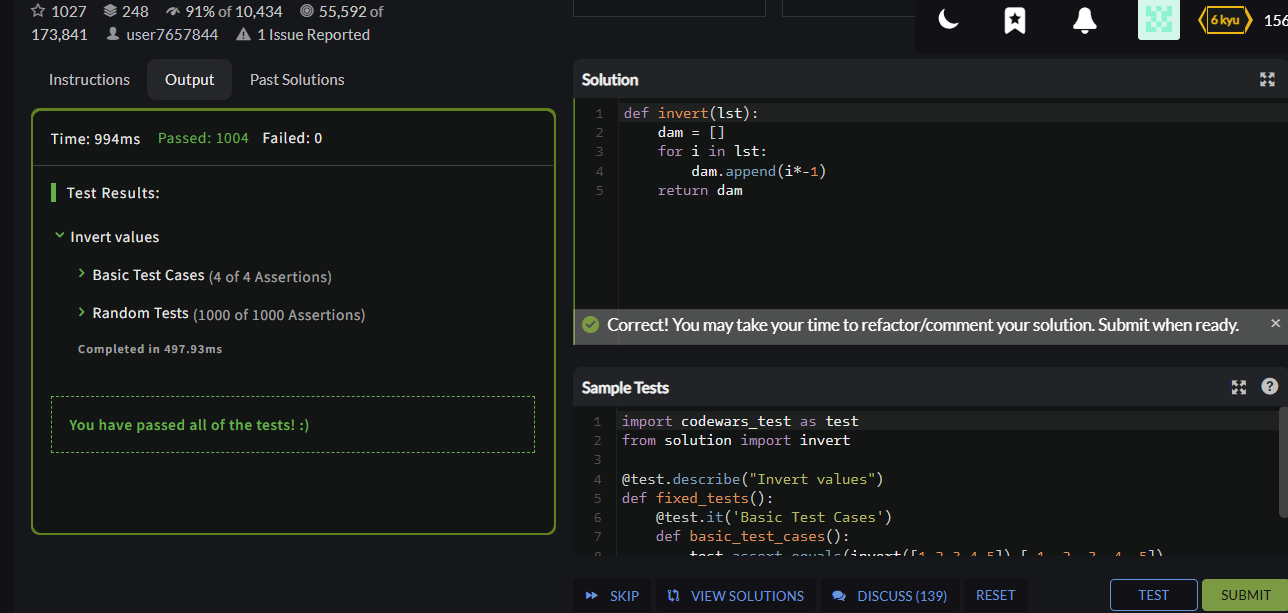 1027 248 91% of 10,434 55,592 of
173,841 user7657844 1 Issue Reported
6 kyu 156
Instructions Output Past Solutions
Time: 994ms Passed: 1004 Failed: 0
Test Results:
Invert values
Basic Test Cases (4 of 4 Assertions)
Random Tests (1000 of 1000 Assertions)
Completed in 497.93ms
You have passed all of the tests! :)
Solution
1 def invert(lst):
2 dam = []
3 for i in lst:
4 dam.append(i*-1)
5 return dam
Correct! You may take your time to refactor/comment your solution. Submit when ready.
Sample Tests
1 import codewars_test as test
2 from solution import invert
3
4 @test.describe("Invert values")
5 def fixed_tests():
6 @test.it('Basic Test Cases')
7 def basic_test_cases():
SKIP VIEW SOLUTIONS DISCUSS (139) RESET TEST SUBMIT